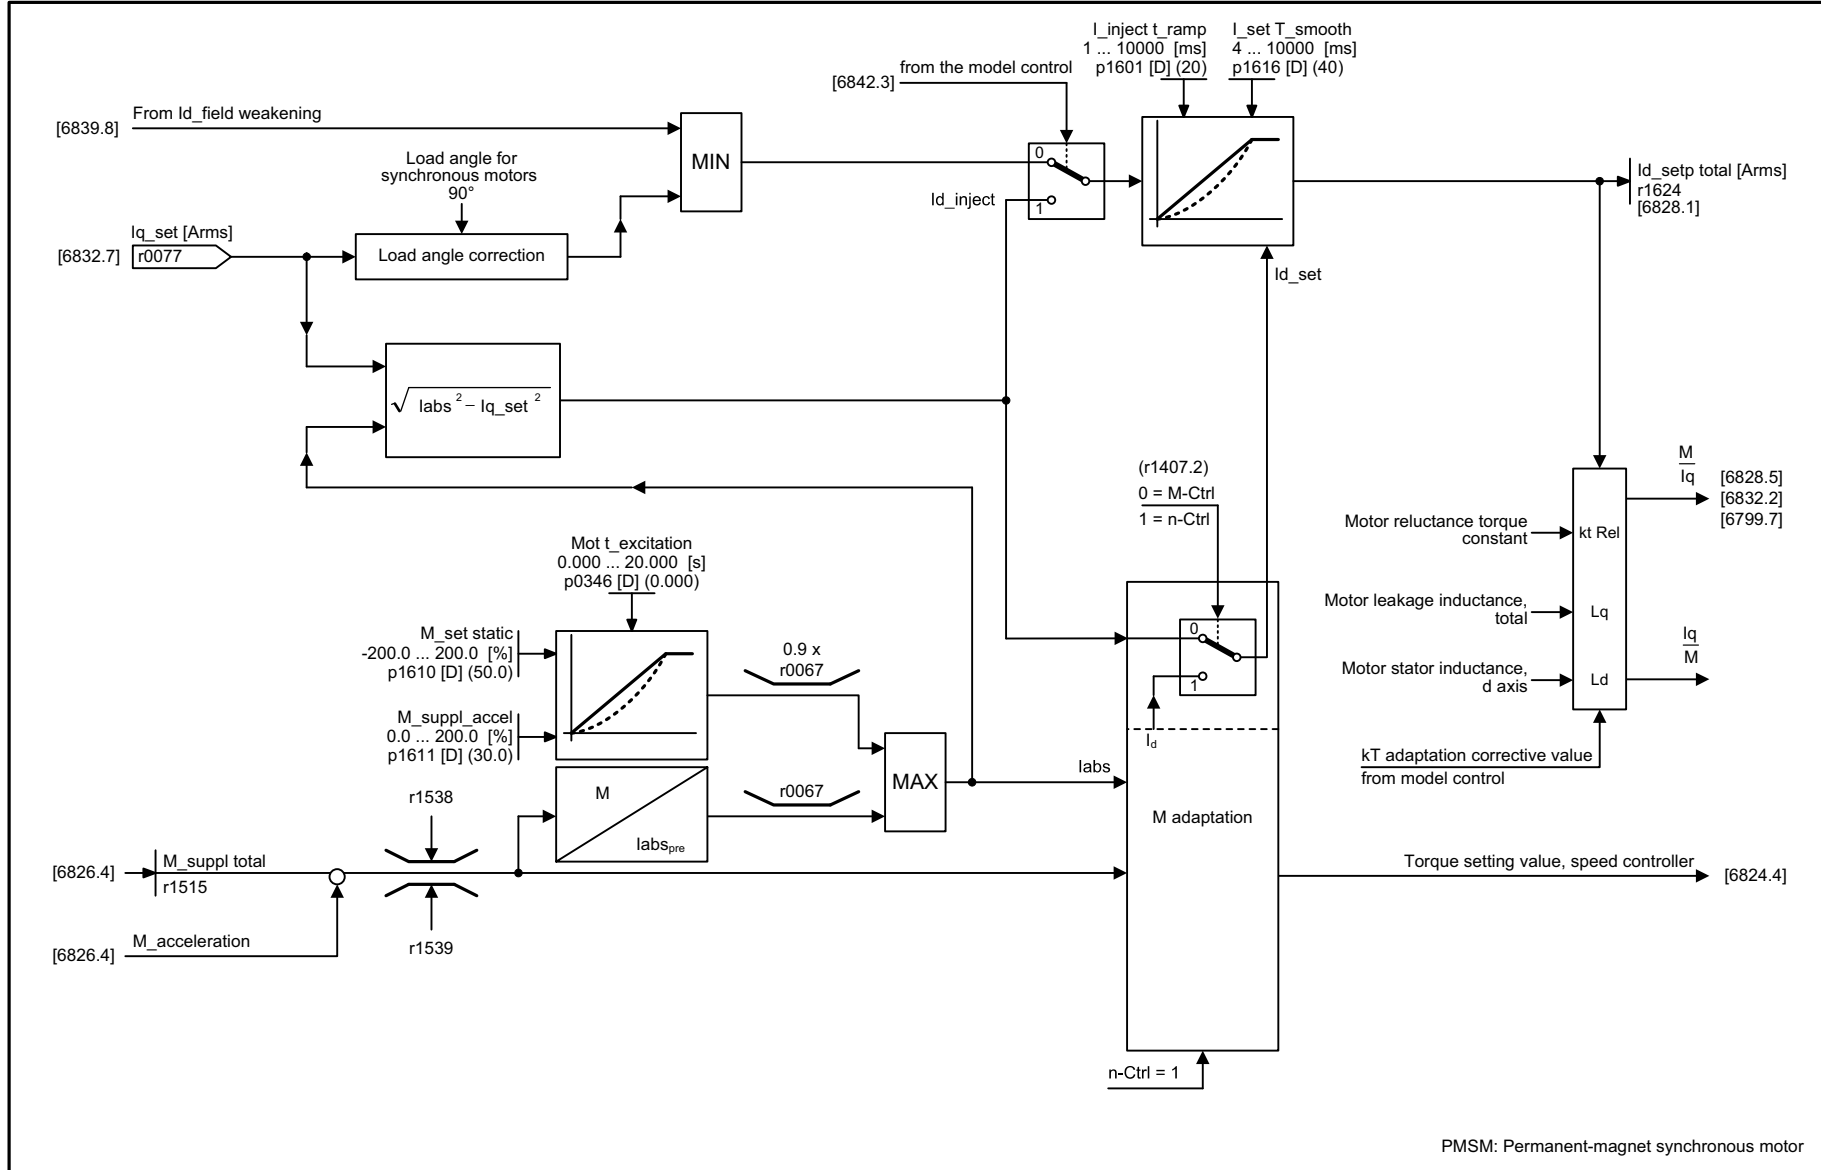 I_inject t_ramp
1 ... 10000 [ms]
p1601 [D] (20)
I_set T_smooth
4 ... 10000 [ms]
p1616 [D] (40)
from the model control
[6842.3]
From Id_field weakening
[6839.8]
MIN
Load angle for
synchronous motors
90°
0
1
Id_inject
Id_setp total [Arms]
r1624
[6828.1]
Iq_set [Arms]
[6832.7]
r0077
Load angle correction
Id_set
√ Iabs 2 – Iq_set 2
(r1407.2)
0 = M-Ctrl
1 = n-Ctrl
M
Iq
[6828.5]
[6832.2]
[6799.7]
Motor reluctance torque
constant
kt Rel
Mot t_excitation
0.000 ... 20.000 [s]
p0346 [D] (0.000)
Motor leakage inductance,
total
Lq
M_set static
-200.0 ... 200.0 [%]
p1610 [D] (50.0)
0.9 x
r0067
0
1
Iq
M
Motor stator inductance,
d axis
Ld
M_suppl_accel
0.0 ... 200.0 [%]
p1611 [D] (30.0)
Id
kT adaptation corrective value
from model control
Iabs
MAX
r0067
r1538
M
Iabspre
M adaptation
[6826.4]
M_suppl total
r1515
Torque setting value, speed controller
[6824.4]
r1539
[6826.4]
M_acceleration
n-Ctrl = 1
PMSM: Permanent-magnet synchronous motor